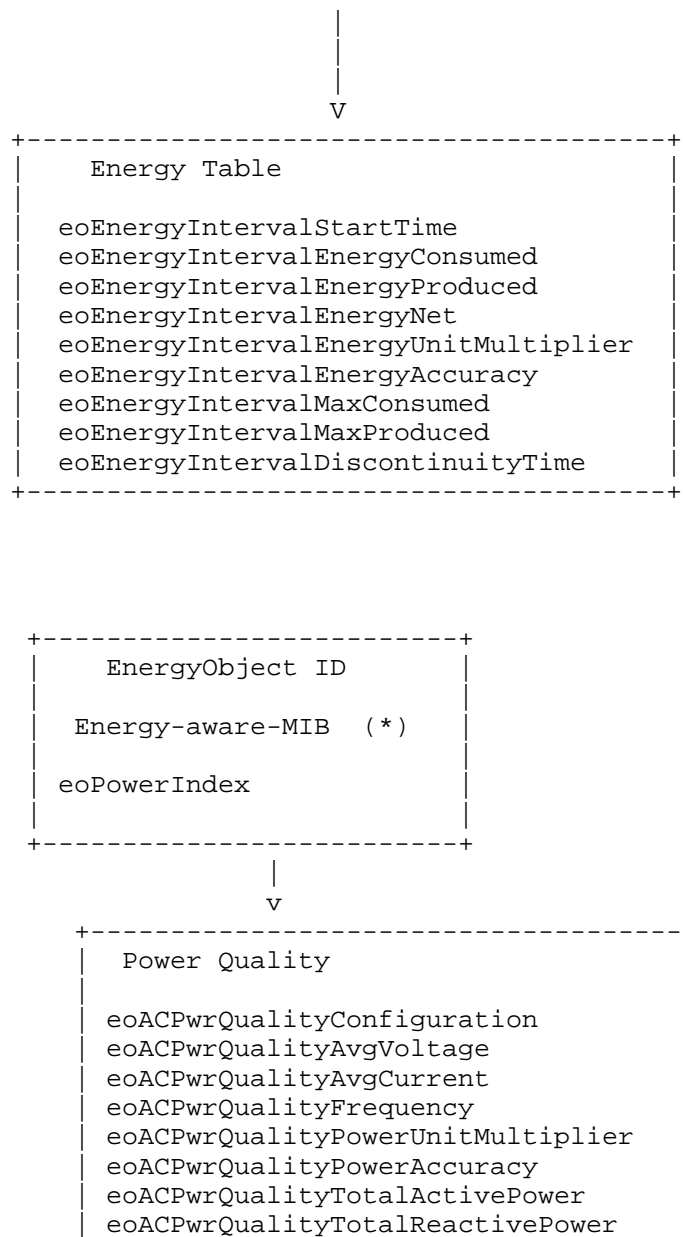 |
|
|
V
+----------------------------------------+
|    Energy Table                        |
|                                        |
|  eoEnergyIntervalStartTime             |
|  eoEnergyIntervalEnergyConsumed        |
|  eoEnergyIntervalEnergyProduced        |
|  eoEnergyIntervalEnergyNet             |
|  eoEnergyIntervalEnergyUnitMultiplier  |
|  eoEnergyIntervalEnergyAccuracy        |
|  eoEnergyIntervalMaxConsumed           |
|  eoEnergyIntervalMaxProduced           |
|  eoEnergyIntervalDiscontinuityTime     |
+----------------------------------------+
+--------------------------+
|    EnergyObject ID       |
|                          |
|  Energy-aware-MIB  (*)   |
|                          |
| eoPowerIndex             |
|                          |
+--------------------------+
|
v
+-------------------------------------
|  Power Quality
|
| eoACPwrQualityConfiguration
| eoACPwrQualityAvgVoltage
| eoACPwrQualityAvgCurrent
| eoACPwrQualityFrequency
| eoACPwrQualityPowerUnitMultiplier
| eoACPwrQualityPowerAccuracy
| eoACPwrQualityTotalActivePower
| eoACPwrQualityTotalReactivePower